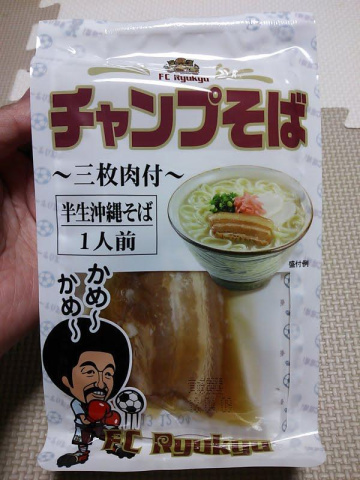 FC Ryukyu
チャンプそば
～三枚肉付～
半生沖縄そば
1人前
盛付例
かめ～
かめ～
FC Ryukyu